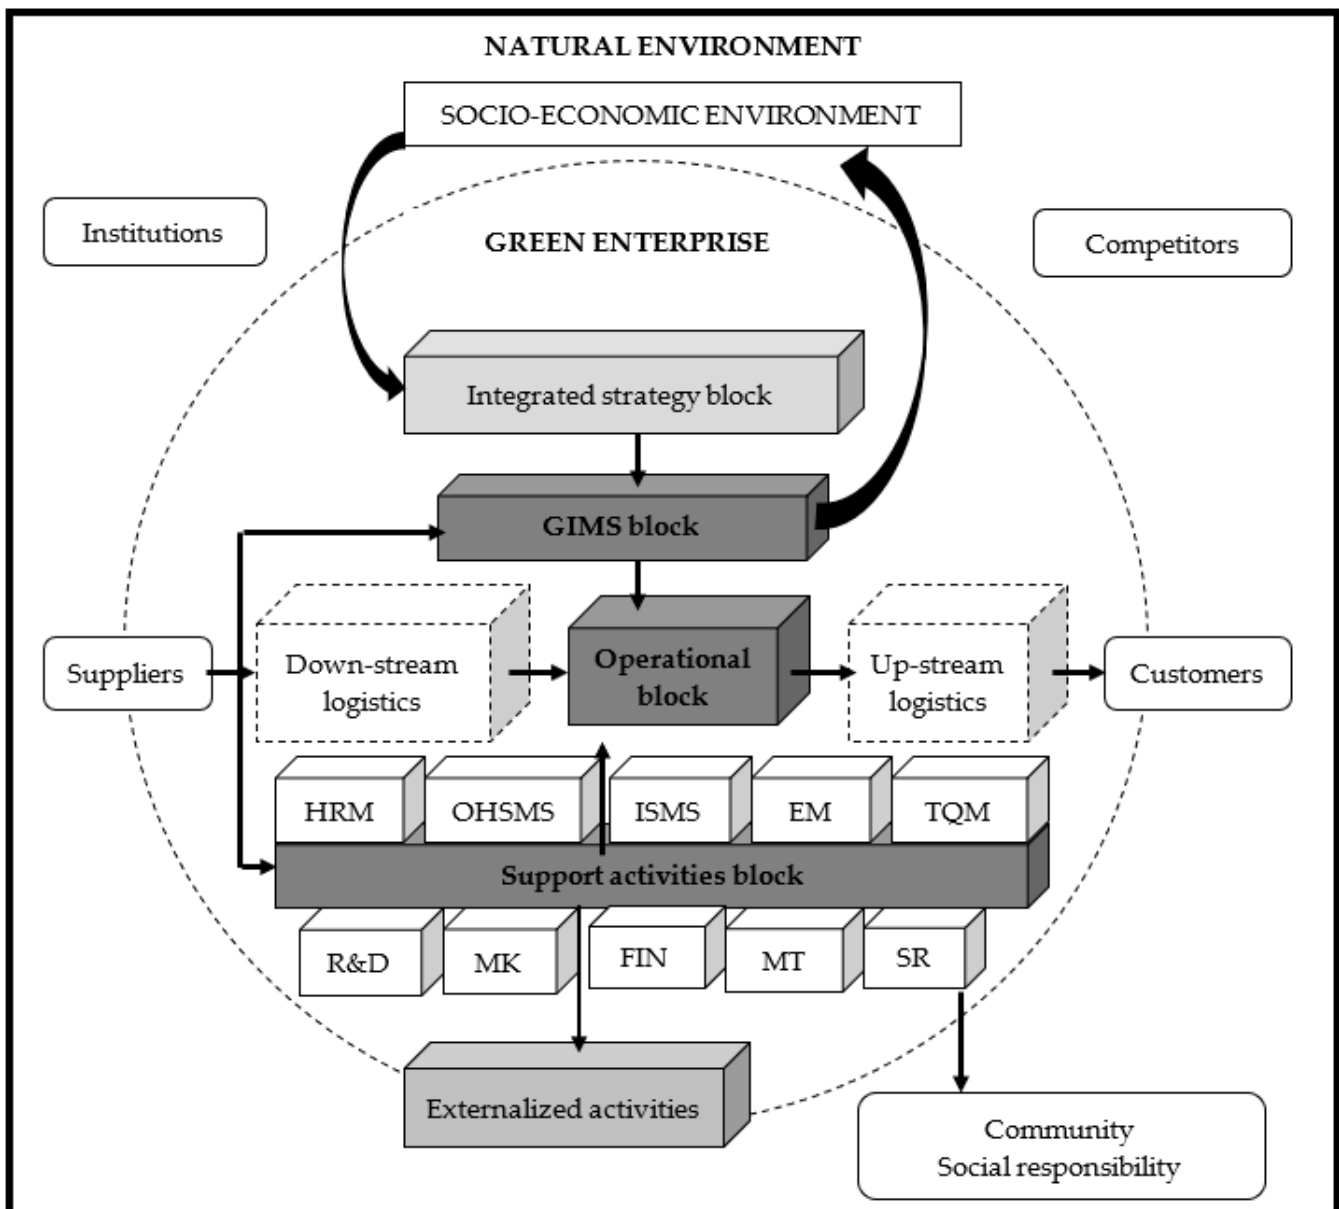 NATURAL ENVIRONMENT
SOCIO-ECONOMIC ENVIRONMENT
Institutions
GREEN ENTERPRISE
Competitors
Integrated strategy block
GIMS block
Suppliers
Down-stream
logistics
Operational
block
Up-stream
logistics
Customers
HRM
OHSMS
ISMS
EM
TQM
Support activities block
R&D
MK
FIN
MT
SR
Externalized activities
Community
Social responsibility